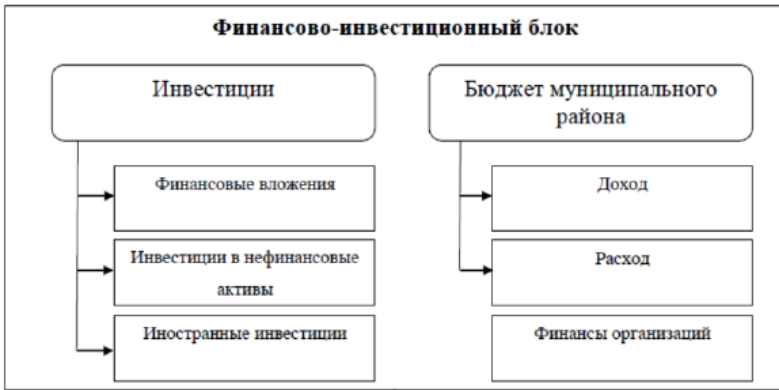 Финансово-инвестиционный блок
Инвестиции
Финансовые вложения
Инвестиции в нефинансовые
активы
Иностранные инвестиции
Бюджет муниципального
района
Доход
Расход
Финансы организаций